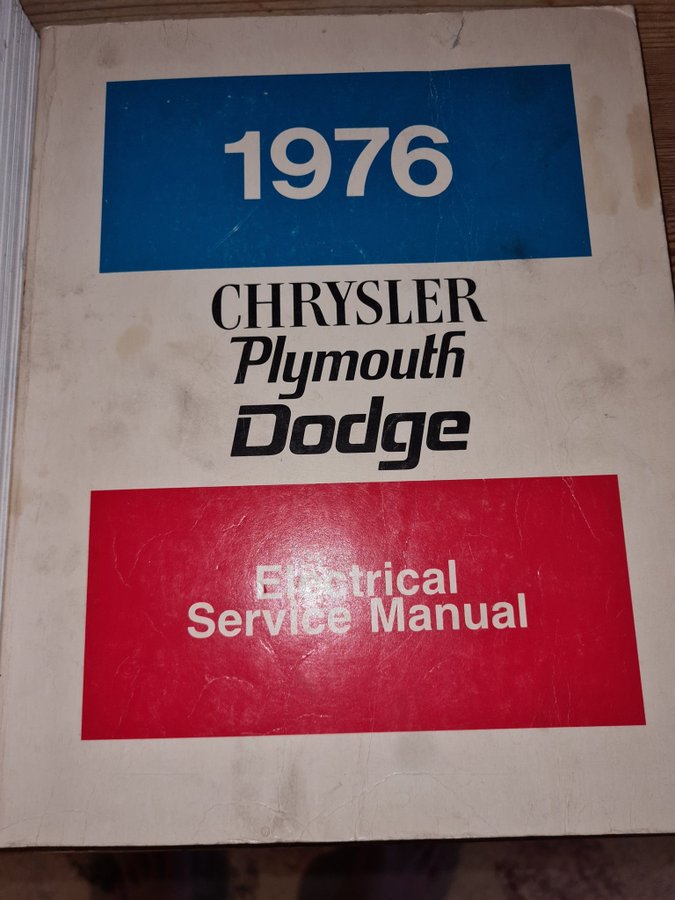 1976
CHRYSLER
Plymouth
Dodge
Electrical
Service Manual